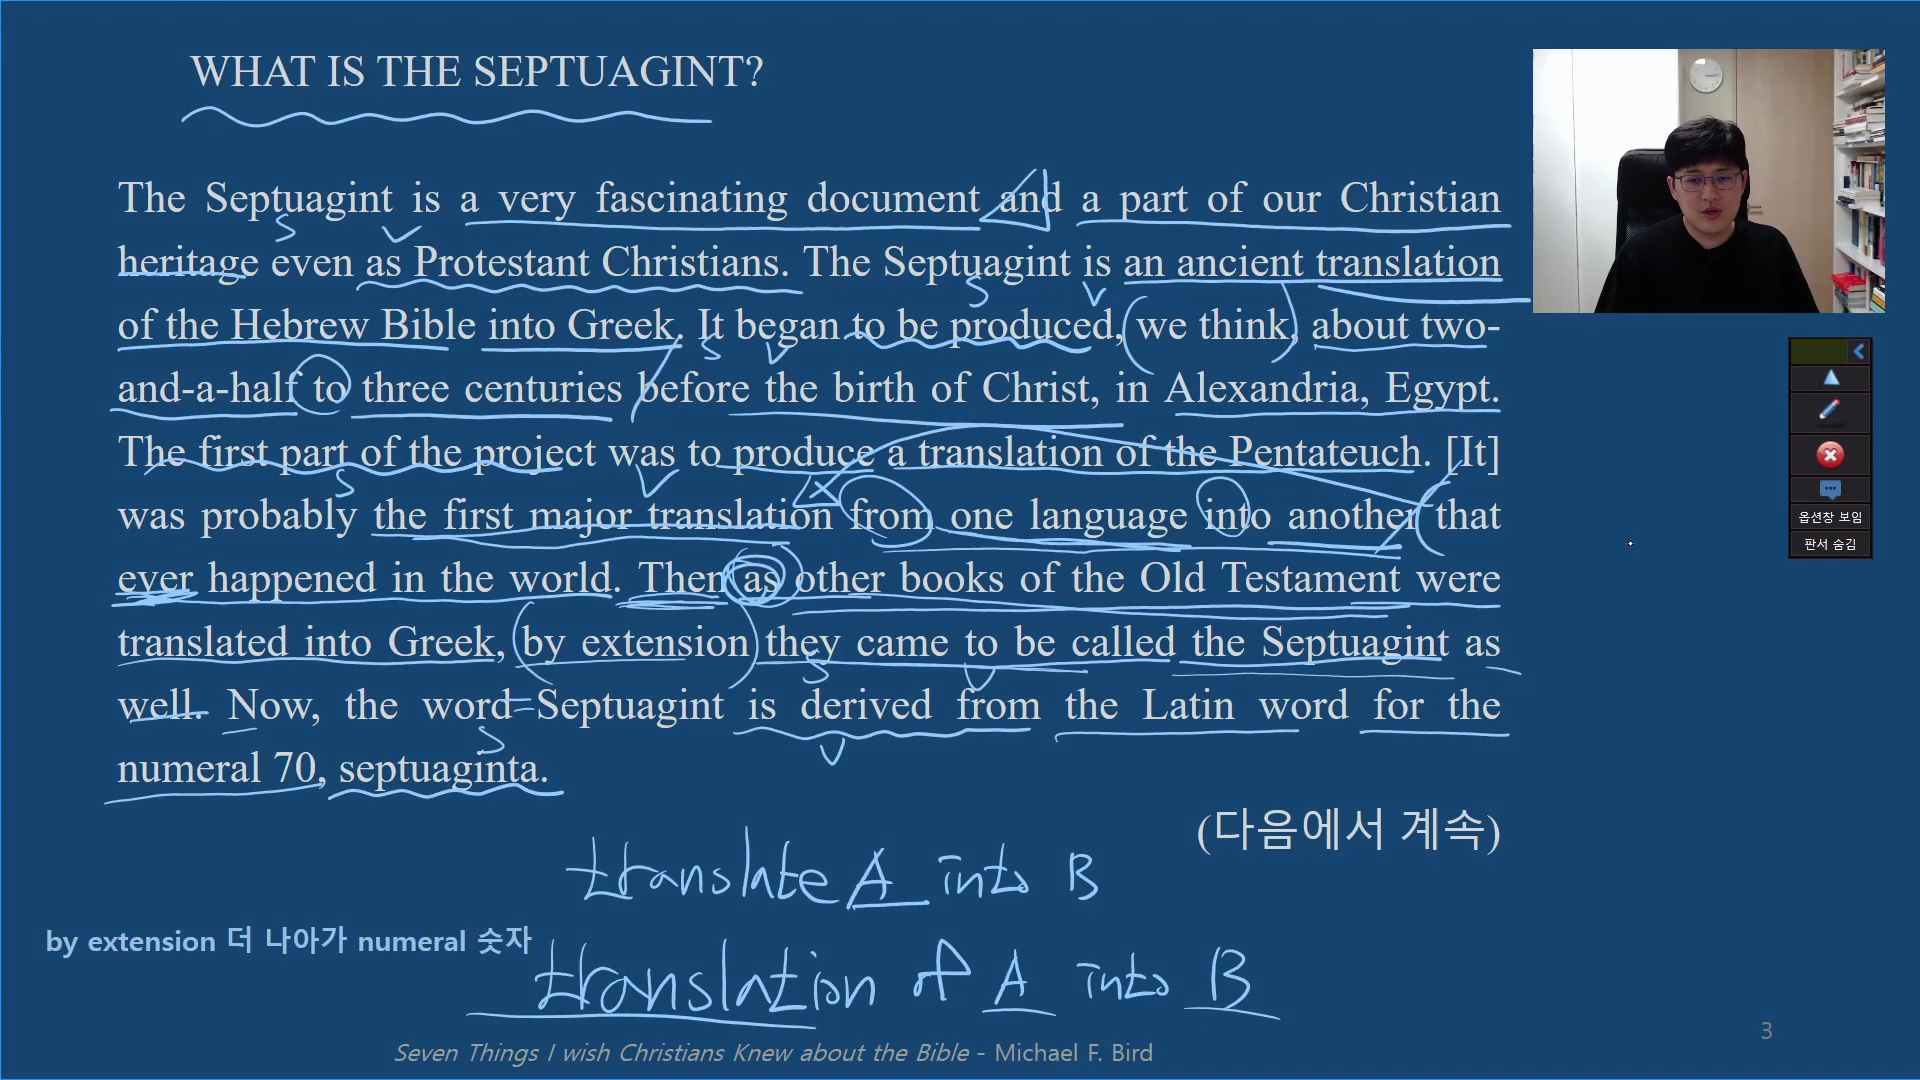 WHAT IS THE SEPTUAGINT?
The Septuagint is a very fascinating document and a part of our Christian
heritage even as Protestant Christians. The Septuagint is an ancient translation
of the Hebrew Bible into Greek. It began to be produced, we think, about two-
and-a-half to three centuries before the birth of Christ, in Alexandria, Egypt.
The first part of the project was to produce a translation of the Pentateuch. [It]
was probably the first major translation from one language into another that
ever happened in the world. Then as other books of the Old Testament were
translated into Greek, by extension they came to be called the Septuagint as
well. Now, the word Septuagint is derived from the Latin word for the
numeral 70, septuaginta.
(다음에서 계속)
translate A into B
by extension 더 나아가 numeral 숫자
translation of A into B
Seven Things I wish Christians Knew about the Bible - Michael F. Bird
3
옵션창 보임
판서 숨김